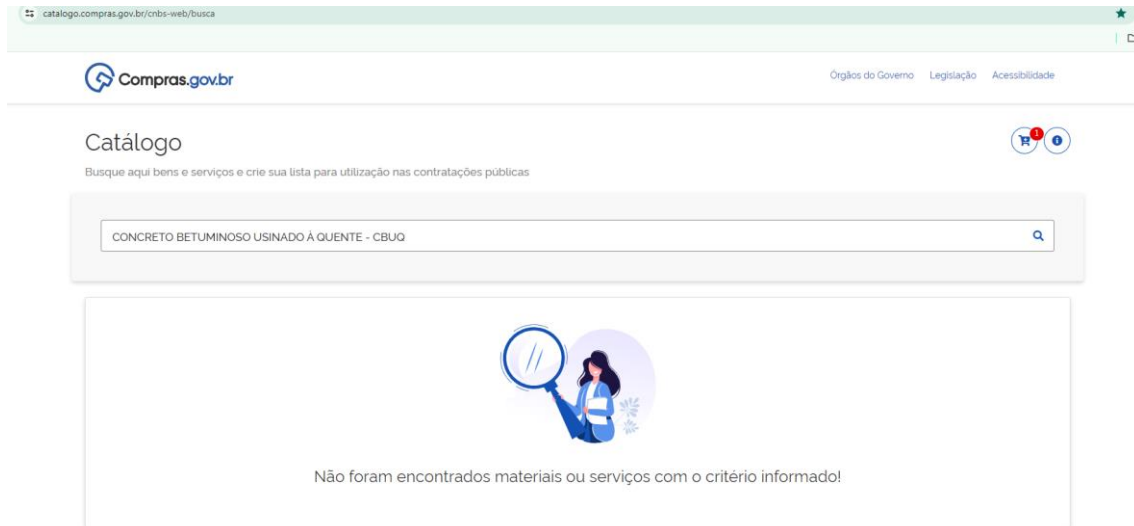 catalogo.compras.gov.br/cnbs-web/busca
Compras.gov.br
Órgãos do Governo Legislação Acessibilidade
Catálogo
1
Busque aqui bens e serviços e crie sua lista para utilização nas contratações públicas
CONCRETO BETUMINOSO USINADO À QUENTE - CBUQ
Não foram encontrados materiais ou serviços com o critério informado!